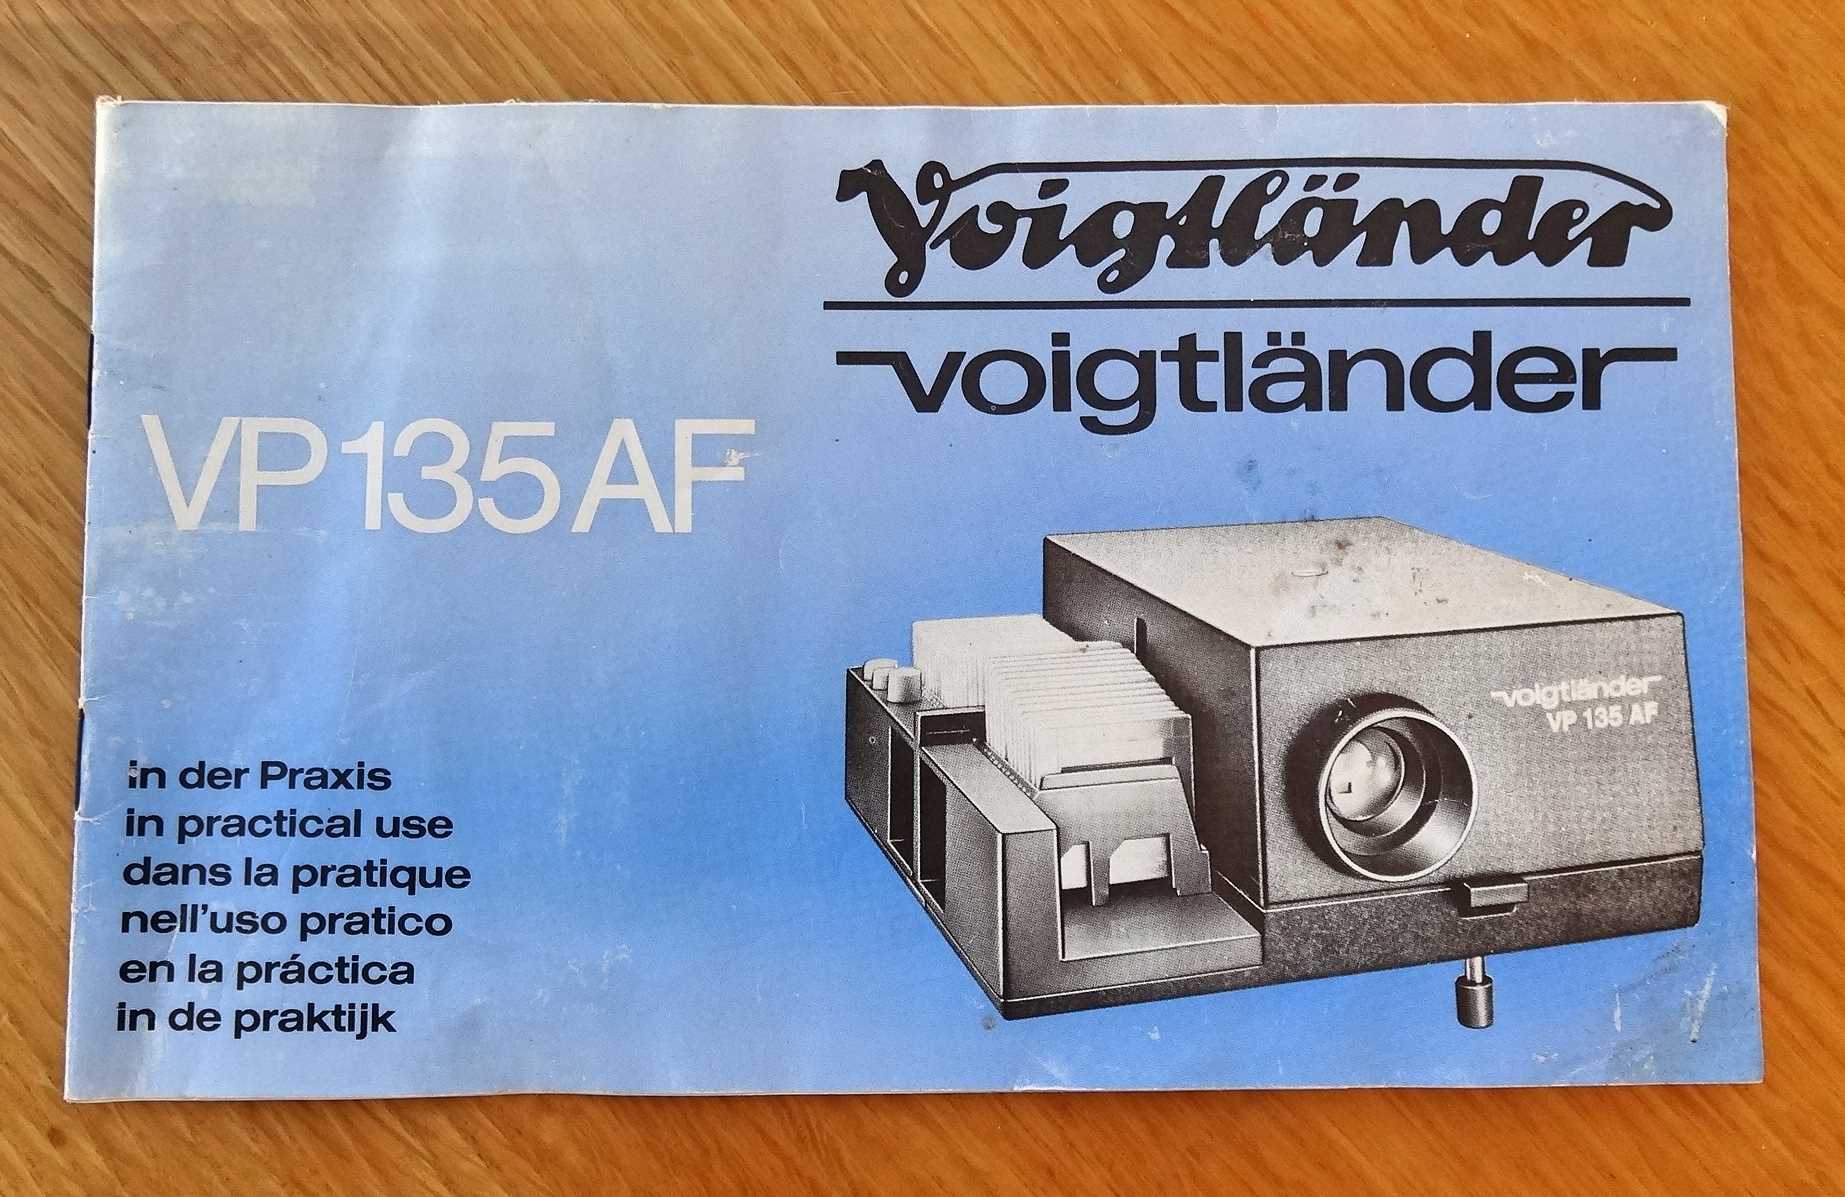 Voigtländer
voigtländer
VP 135 AF
voigtländer
VP 135 AF
in der Praxis
in practical use
dans la pratique
nell'uso pratico
en la práctica
in de praktijk